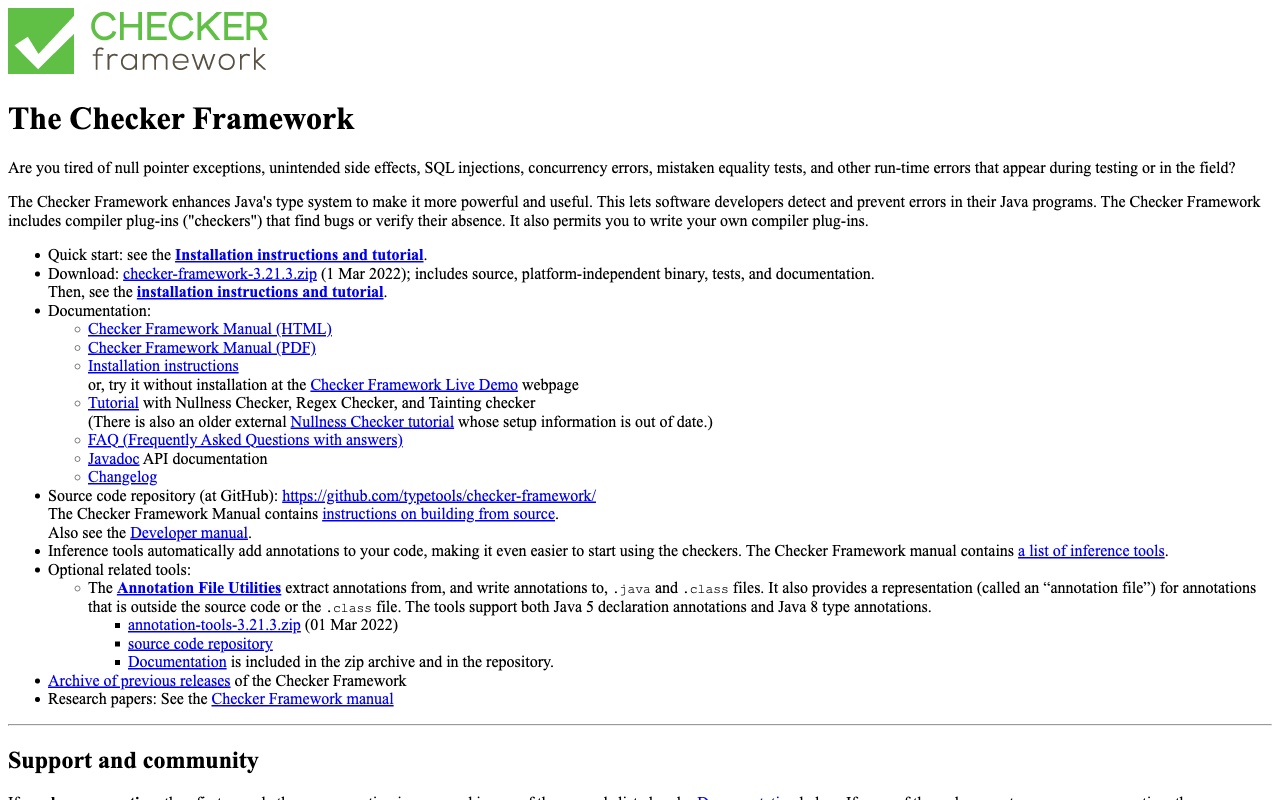 CHECKER
framework
The Checker Framework
Are you tired of null pointer exceptions, unintended side effects, SQL injections, concurrency errors, mistaken equality tests, and other run-time errors that appear during testing or in the field?
The Checker Framework enhances Java's type system to make it more powerful and useful. This lets software developers detect and prevent errors in their Java programs. The Checker Framework
includes compiler plug-ins ("checkers") that find bugs or verify their absence. It also permits you to write your own compiler plug-ins.
Quick start: see the Installation instructions and tutorial.
Download: checker-framework-3.21.3.zip (1 Mar 2022); includes source, platform-independent binary, tests, and documentation.
Then, see the installation instructions and tutorial.
Documentation:
Checker Framework Manual (HTML)
Checker Framework Manual (PDF)
Installation instructions
or, try it without installation at the Checker Framework Live Demo webpage
Tutorial with Nullness Checker, Regex Checker, and Tainting checker
(There is also an older external Nullness Checker tutorial whose setup information is out of date.)
FAQ (Frequently Asked Questions with answers)
Javadoc API documentation
Changelog
Source code repository (at GitHub): https://github.com/typetools/checker-framework/
The Checker Framework Manual contains instructions on building from source.
Also see the Developer manual.
Inference tools automatically add annotations to your code, making it even easier to start using the checkers. The Checker Framework manual contains a list of inference tools.
Optional related tools:
The Annotation File Utilities extract annotations from, and write annotations to, .java and .class files. It also provides a representation (called an “annotation file”) for annotations
that is outside the source code or the .class file. The tools support both Java 5 declaration annotations and Java 8 type annotations.
annotation-tools-3.21.3.zip (01 Mar 2022)
source code repository
Documentation is included in the zip archive and in the repository.
Archive of previous releases of the Checker Framework
Research papers: See the Checker Framework manual
Support and community